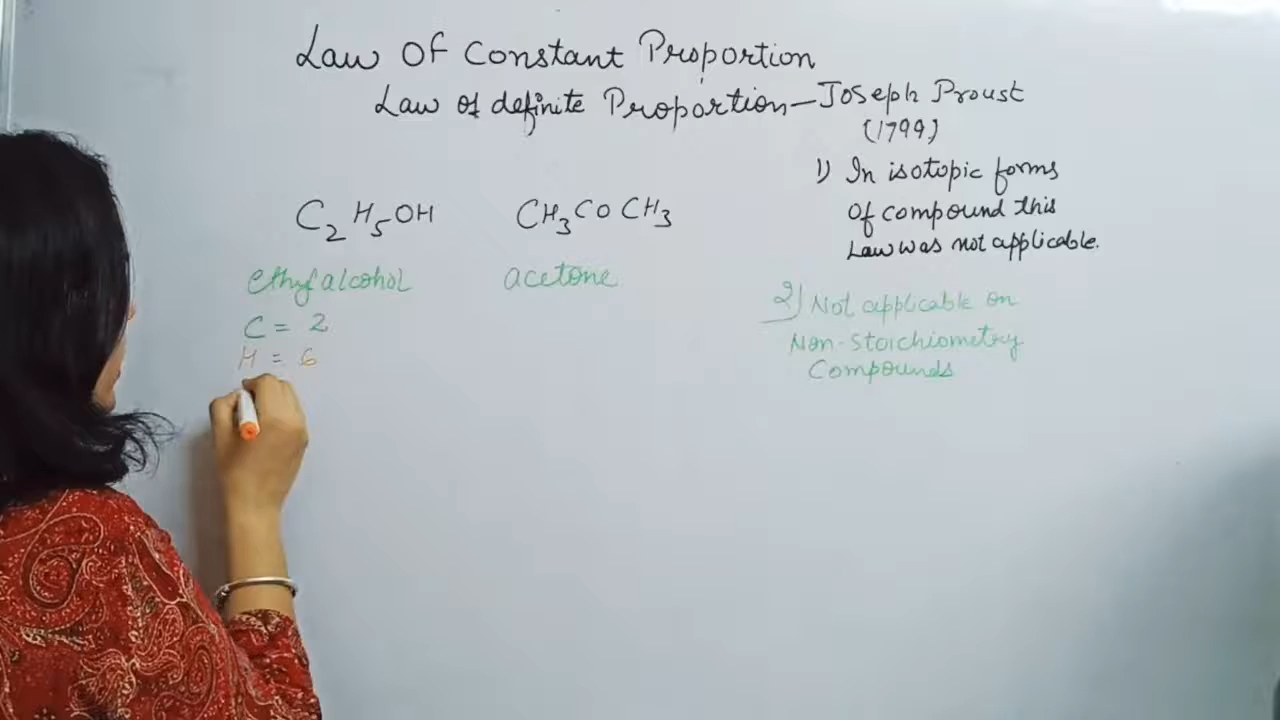 Law Of Constant Proportion
Law of definite Proportion — Joseph Proust
(1799)
1) In isotopic forms
Of compound this
Law was not applicable.
C2H5OH
CH3COCH3
ethyl alcohol
acetone
C = 2
H = 6
2) Not applicable on
Non-Stoichiometry
Compounds